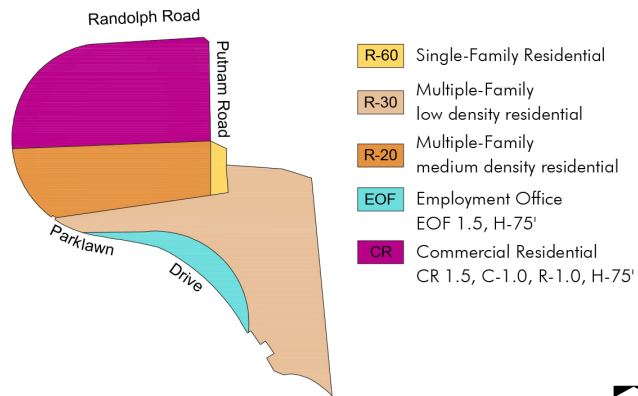 Randolph Road
Putnam Road
Parklawn
Drive
R-60 Single-Family Residential
R-30 Multiple-Family
low density residential
R-20 Multiple-Family
medium density residential
EOF Employment Office
EOF 1.5, H-75'
CR Commercial Residential
CR 1.5, C-1.0, R-1.0, H-75'